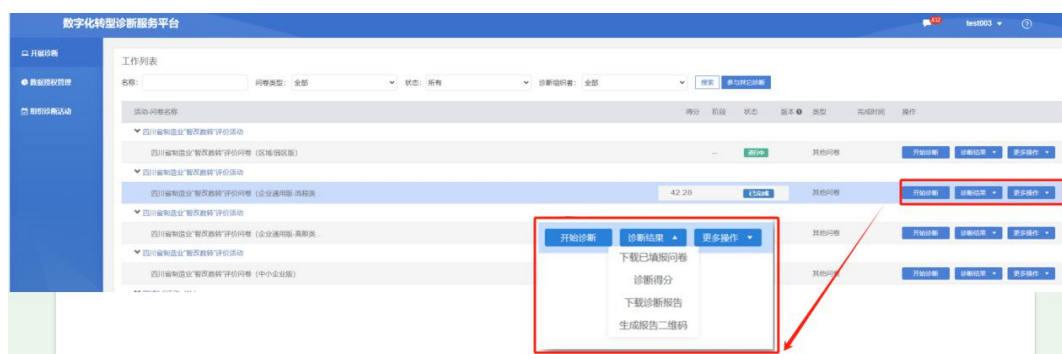 数字化转型诊断服务平台
432
test003
开展诊断
数据授权管理
组织诊断活动
工作列表
名称:
问卷类型: 全部
状态: 所有
诊断组织者: 全部
搜索
参与其它诊断
活动-问卷名称 得分 阶段 状态 版本 类型 完成时间 操作
四川省制造业"智改数转"评价活动
四川省制造业"智改数转"评价问卷 (区域/园区版) -- 进行中 其他问卷 开始诊断 诊断结果 更多操作
四川省制造业"智改数转"评价活动
四川省制造业"智改数转"评价问卷 (企业通用版-流程类... 42.28 已完成 其他问卷 开始诊断 诊断结果 更多操作
四川省制造业"智改数转"评价活动
四川省制造业"智改数转"评价问卷 (企业通用版-离散类... 其他问卷 开始诊断 诊断结果 更多操作
四川省制造业"智改数转"评价活动
四川省制造业"智改数转"评价问卷 (中小企业版) 其他问卷 开始诊断 诊断结果 更多操作
开始诊断 诊断结果 更多操作
下载已填报问卷
诊断得分
下载诊断报告
生成报告二维码